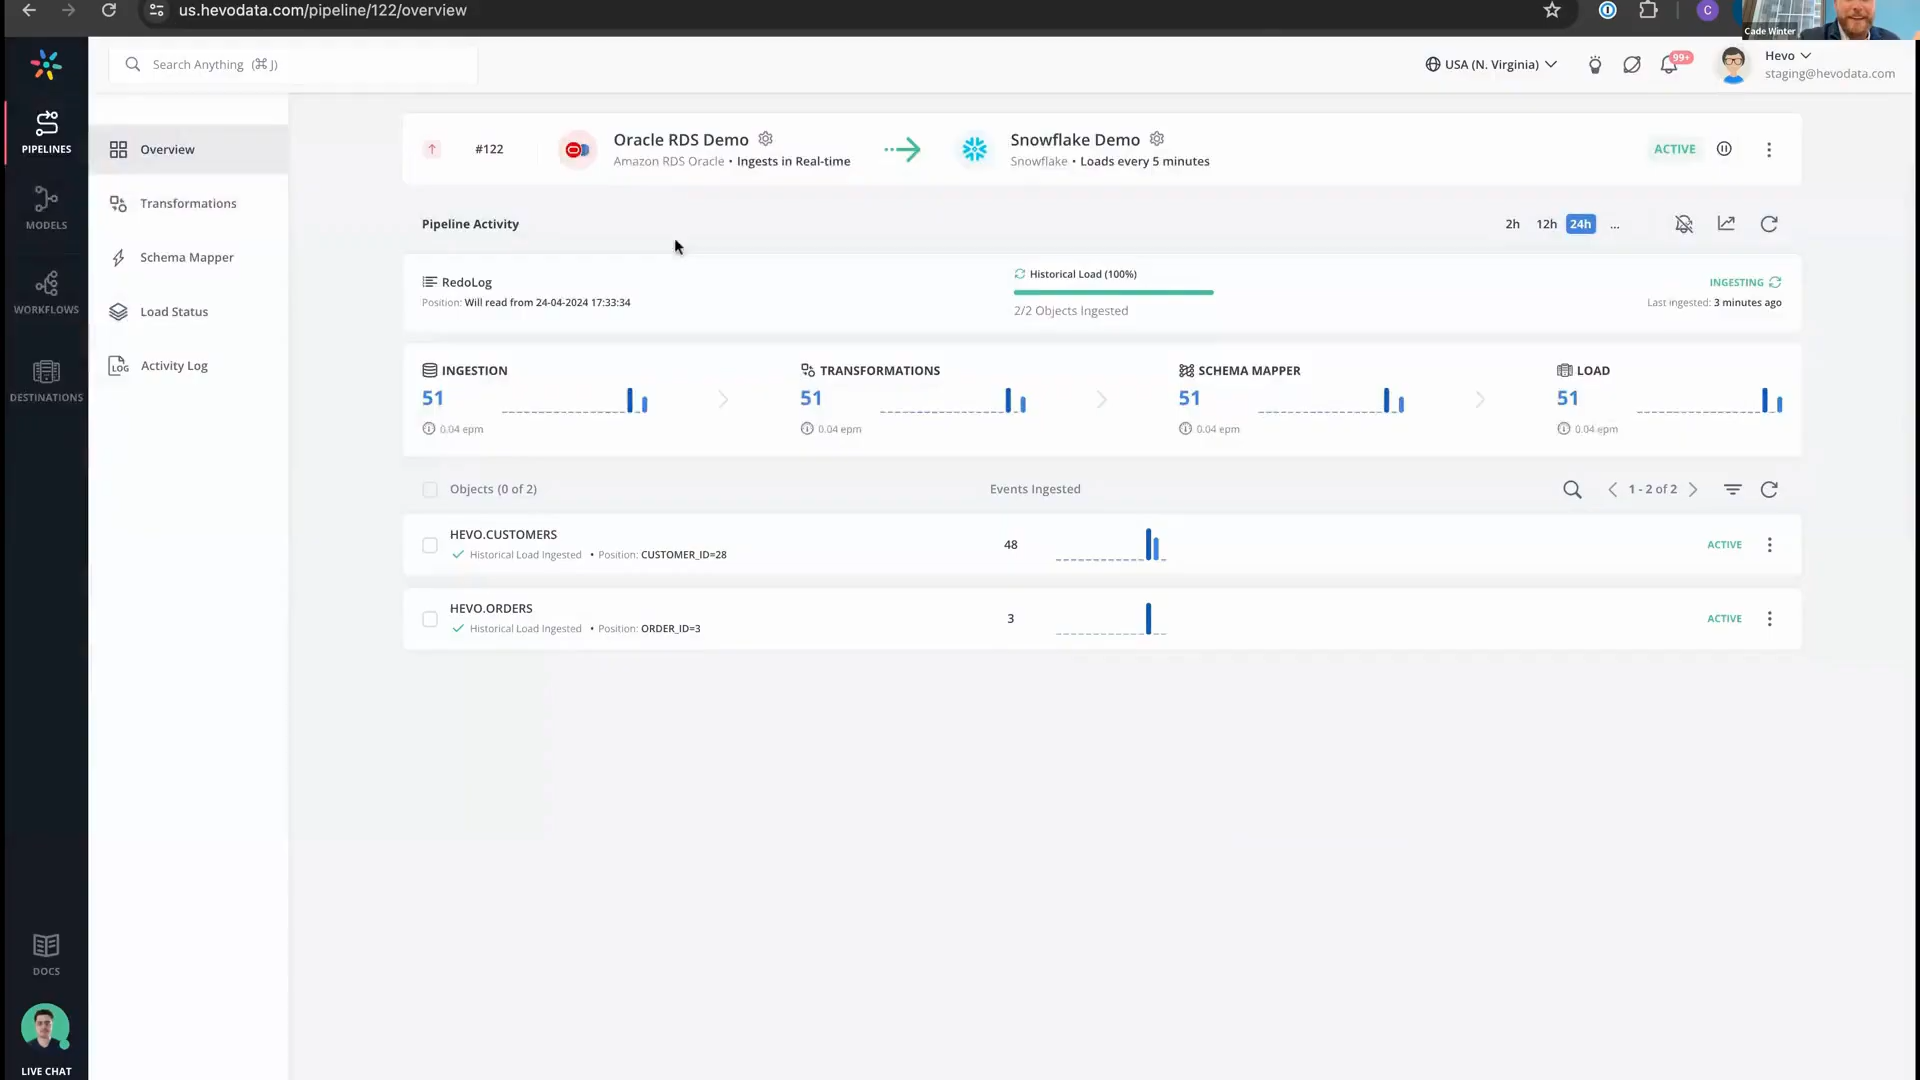 us.hevodata.com/pipeline/122/overview
C
Cade Winter
Search Anything (⌘ J)
USA (N. Virginia)
99+
Hevo
staging@hevodata.com
PIPELINES
MODELS
WORKFLOWS
DESTINATIONS
DOCS
LIVE CHAT
Overview
Transformations
Schema Mapper
Load Status
LOG
Activity Log
#122
Oracle RDS Demo
Amazon RDS Oracle • Ingests in Real-time
Snowflake Demo
Snowflake • Loads every 5 minutes
ACTIVE
Pipeline Activity
2h 12h 24h ...
RedoLog
Position: Will read from 24-04-2024 17:33:34
Historical Load (100%)
2/2 Objects Ingested
INGESTING
Last ingested: 3 minutes ago
INGESTION
51
0.04 epm
TRANSFORMATIONS
51
0.04 epm
SCHEMA MAPPER
51
0.04 epm
LOAD
51
0.04 epm
Objects (0 of 2)
Events Ingested
1 - 2 of 2
HEVO.CUSTOMERS
Historical Load Ingested • Position: CUSTOMER_ID=28
48
ACTIVE
HEVO.ORDERS
Historical Load Ingested • Position: ORDER_ID=3
3
ACTIVE